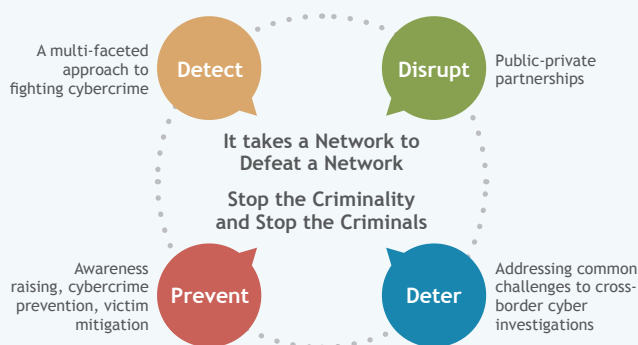 A multi-faceted
approach to
fighting cybercrime
Detect
Disrupt
Public-private
partnerships
It takes a Network to
Defeat a Network
Stop the Criminality
and Stop the Criminals
Awareness
raising, cybercrime
prevention, victim
mitigation
Prevent
Deter
Addressing common
challenges to cross-
border cyber
investigations